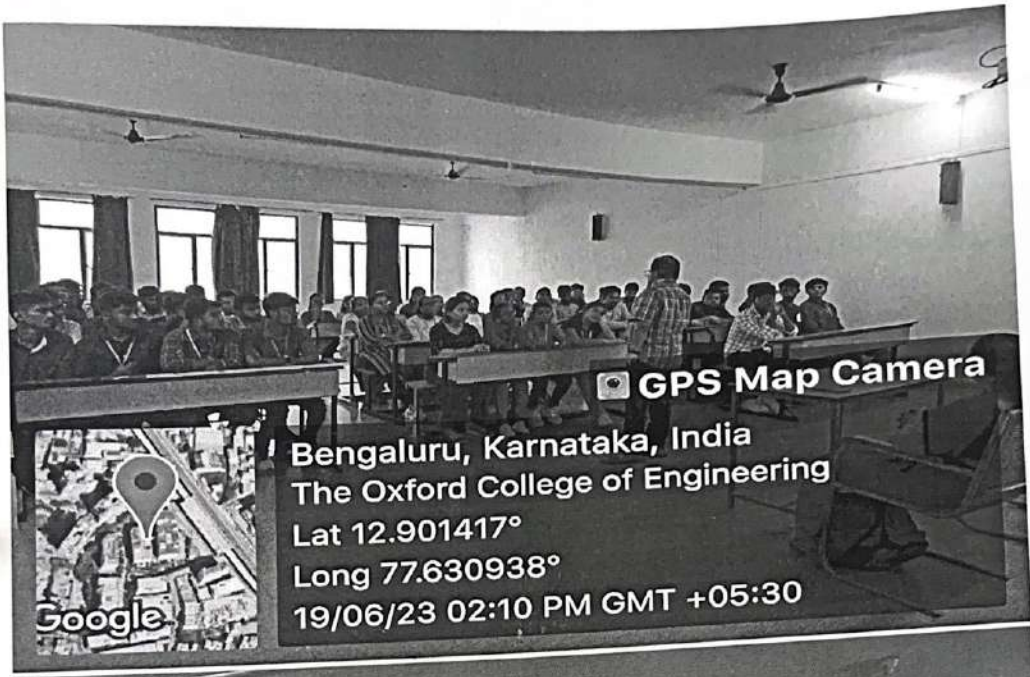 GPS Map Camera
Bengaluru, Karnataka, India
The Oxford College of Engineering
Lat 12.901417°
Long 77.630938°
19/06/23 02:10 PM GMT +05:30
Google